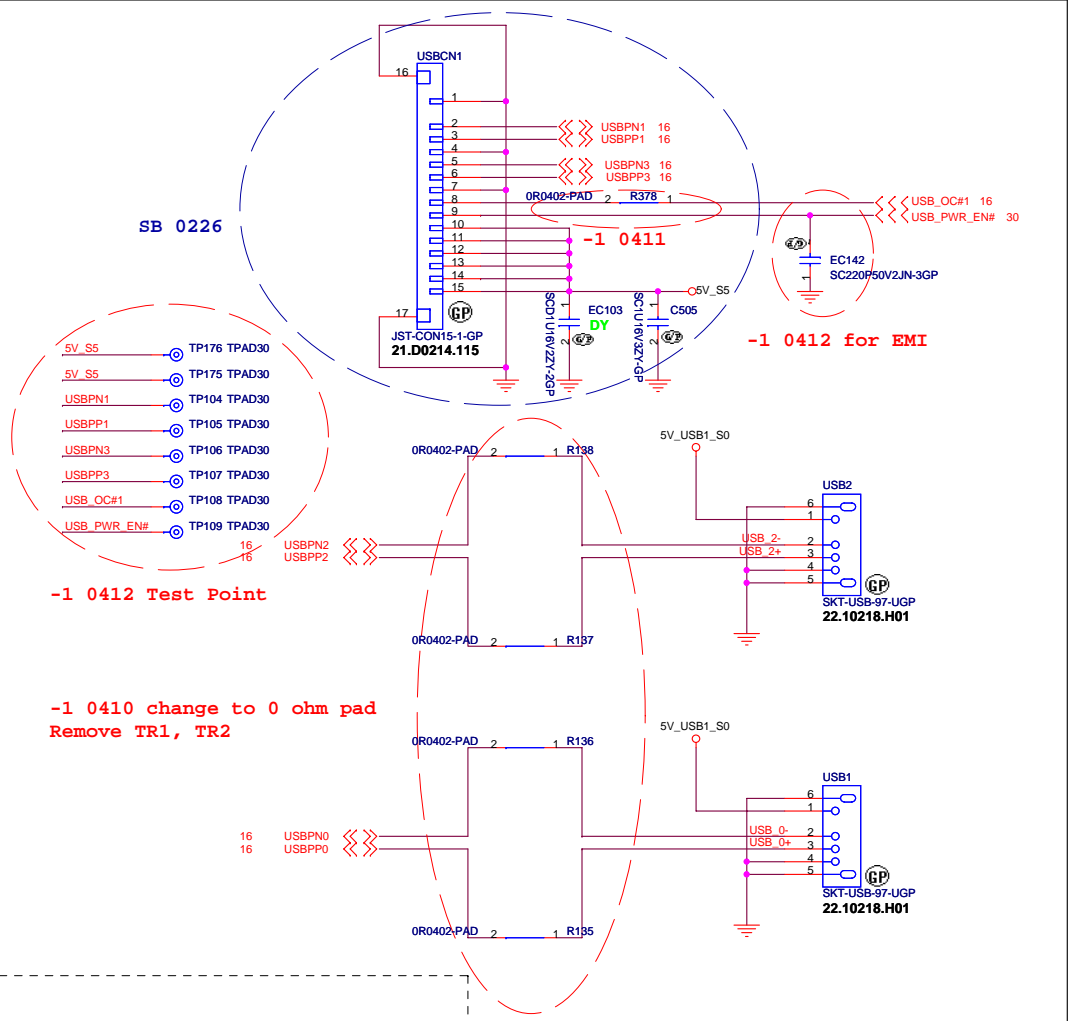 USBCN1
16
1
2 USBPN1 16
3 USBPP1 16
4
5 USBPN3 16
6 USBPP3 16
7
8 0R0402-PAD 2 R378 1 USB_OC#1 16
9 USB_PWR_EN# 30
10
11
12
13
14
15 5V_S5
17
GP
JST-CON15-1-GP
21.D0214.115
SB 0226
-1 0411
1
EC142
SC220P50V2JN-3GP
-1 0412 for EMI
SCD1U16V2ZY-2GP
1
EC103
DY
2
SC1U16V3ZY-GP
1
C505
2
5V_S5 TP176 TPAD30
5V_S5 TP175 TPAD30
USBPN1 TP104 TPAD30
USBPP1 TP105 TPAD30
USBPN3 TP106 TPAD30
USBPP3 TP107 TPAD30
USB_OC#1 TP108 TPAD30
USB_PWR_EN# TP109 TPAD30
-1 0412 Test Point
0R0402-PAD 2 1 R138
16 USBPN2
16 USBPP2
0R0402-PAD 2 1 R137
5V_USB1_S0
USB2
6
1
USB_2- 2
USB_2+ 3
4
5
GP
SKT-USB-97-UGP
22.10218.H01
-1 0410 change to 0 ohm pad
Remove TR1, TR2
0R0402-PAD 2 1 R136
16 USBPN0
16 USBPP0
0R0402-PAD 2 1 R135
5V_USB1_S0
USB1
6
1
USB_0- 2
USB_0+ 3
4
5
GP
SKT-USB-97-UGP
22.10218.H01